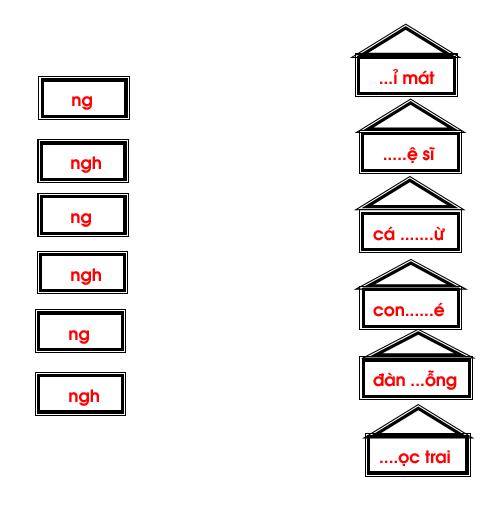 ng
ngh
ng
ngh
ng
ngh
...ỉ mát
.....ệ sĩ
cá .......ừ
con......é
đàn ...ỗng
....ọc trai